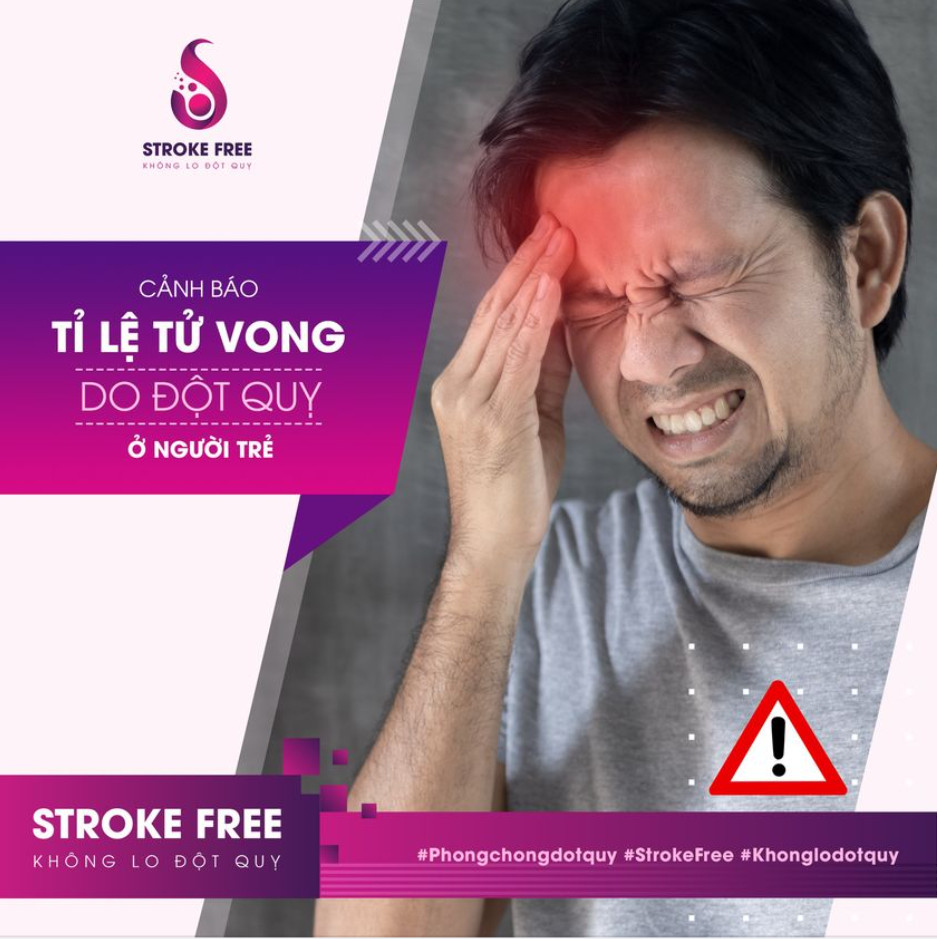 STROKE FREE
KHÔNG LO ĐỘT QUỴ
CẢNH BÁO
TỈ LỆ TỬ VONG
DO ĐỘT QUỴ
Ở NGƯỜI TRẺ
!
STROKE FREE
KHÔNG LO ĐỘT QUỴ
#Phongchongdotquy #StrokeFree #Khonglodotquy